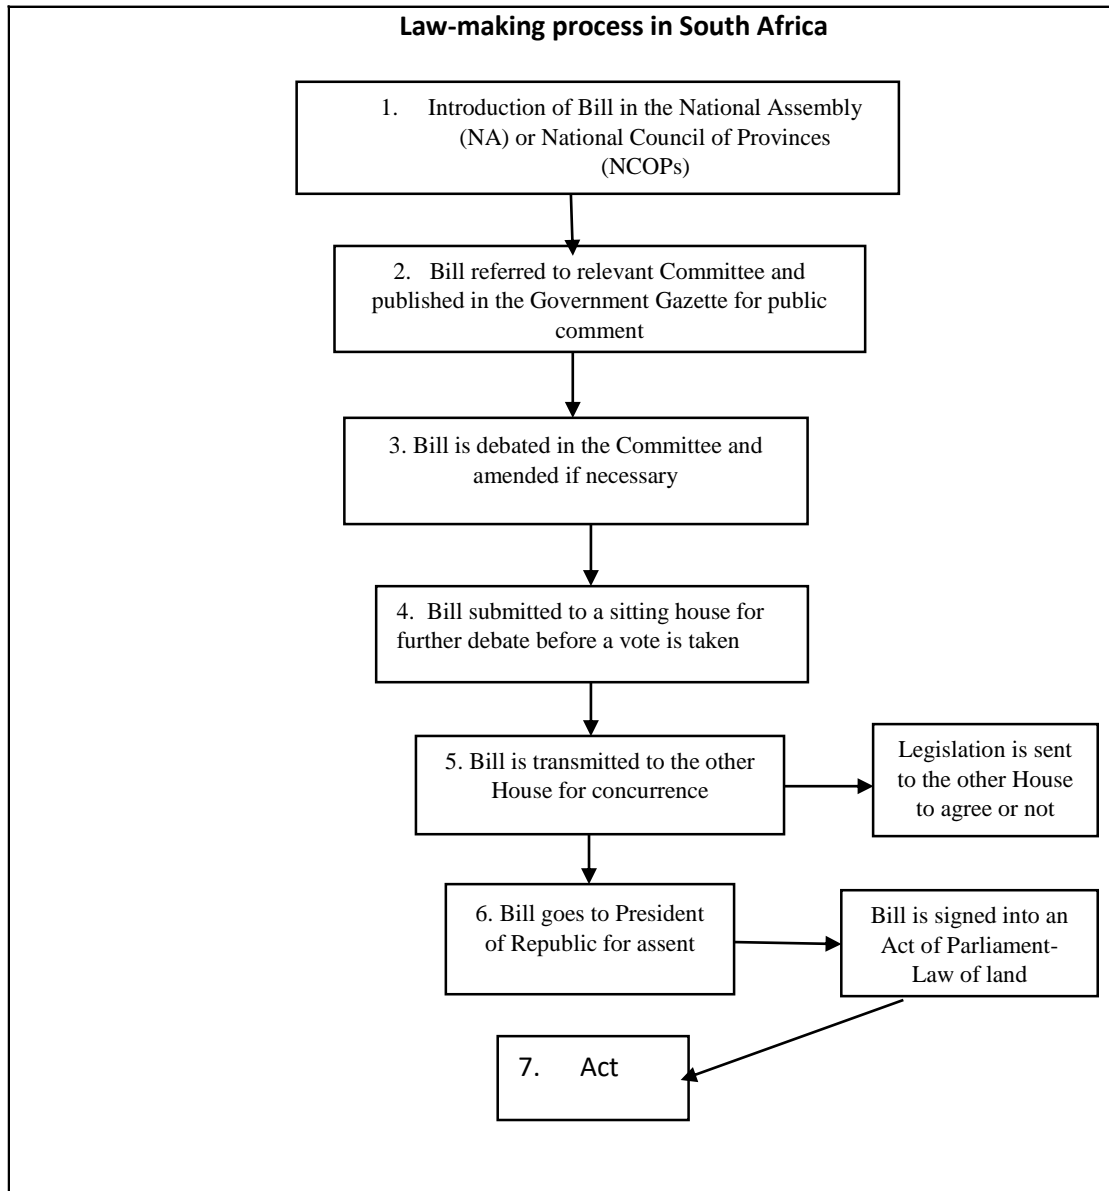 Law-making process in South Africa
1. Introduction of Bill in the National Assembly
(NA) or National Council of Provinces
(NCOPs)
2. Bill referred to relevant Committee and
published in the Government Gazette for public
comment
3. Bill is debated in the Committee and
amended if necessary
4. Bill submitted to a sitting house for
further debate before a vote is taken
5. Bill is transmitted to the other
House for concurrence
Legislation is sent
to the other House
to agree or not
6. Bill goes to President
of Republic for assent
Bill is signed into an
Act of Parliament-
Law of land
7. Act